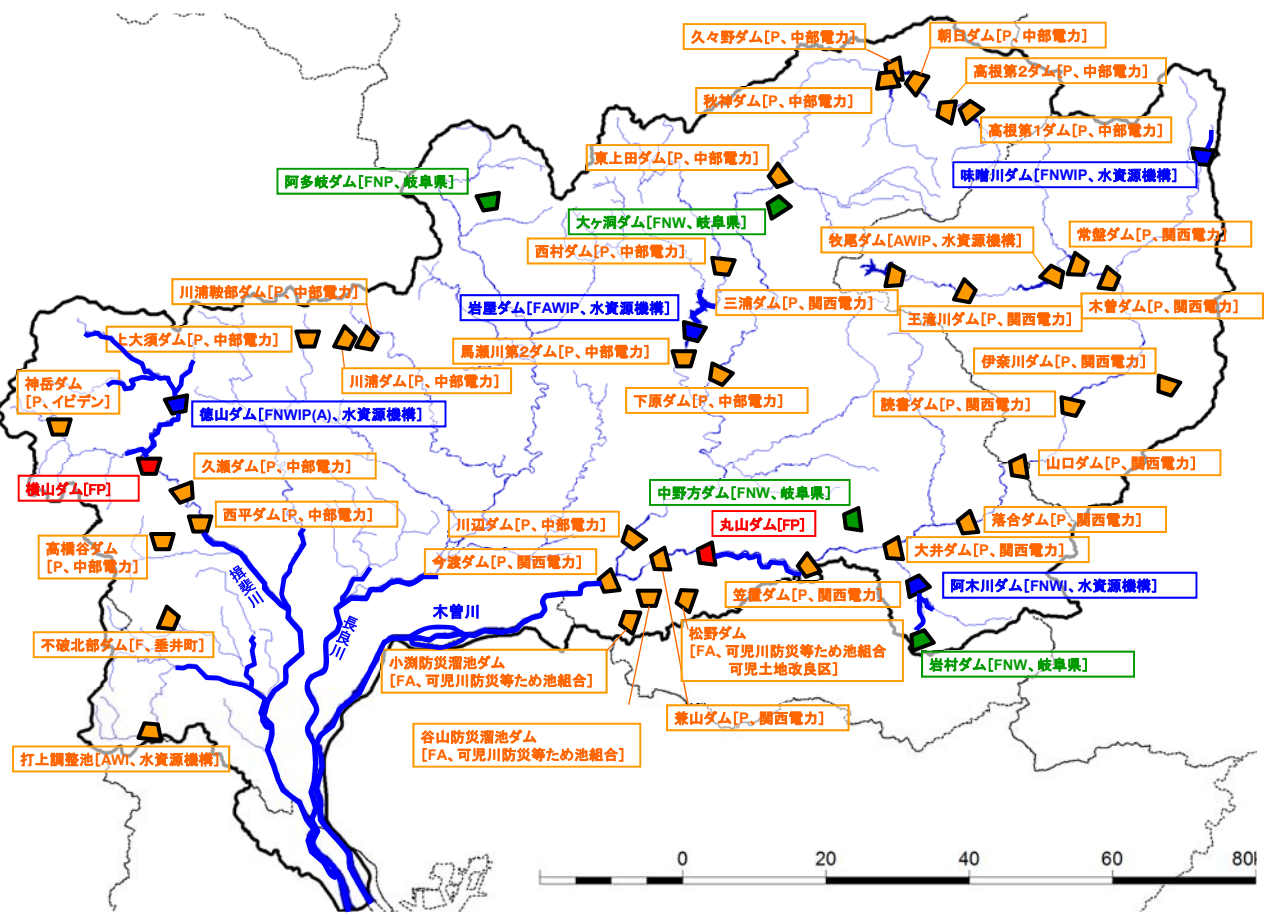 久々野ダム[P、中部電力]
朝日ダム[P、中部電力]
高根第2ダム[P、中部電力]
秋神ダム[P、中部電力]
高根第1ダム[P、中部電力]
東上田ダム[P、中部電力]
味噌川ダム[FNWIP、水資源機構]
阿多岐ダム[FNP、岐阜県]
大ヶ洞ダム[FNW、岐阜県]
牧尾ダム[AWIP、水資源機構]
常盤ダム[P、関西電力]
西村ダム[P、中部電力]
川浦鞍部ダム[P、中部電力]
岩屋ダム[FAWIP、水資源機構]
三浦ダム[P、関西電力]
王滝川ダム[P、関西電力]
木曽ダム[P、関西電力]
上大須ダム[P、中部電力]
馬瀬川第2ダム[P、中部電力]
伊奈川ダム[P、関西電力]
神岳ダム
[P、イビデン]
川浦ダム[P、中部電力]
下原ダム[P、中部電力]
読書ダム[P、関西電力]
徳山ダム[FNWIP(A)、水資源機構]
久瀬ダム[P、中部電力]
山口ダム[P、関西電力]
横山ダム[FP]
中野方ダム[FNW、岐阜県]
西平ダム[P、中部電力]
川辺ダム[P、中部電力]
丸山ダム[FP]
落合ダム[P、関西電力]
高橋谷ダム
[P、中部電力]
今渡ダム[P、関西電力]
大井ダム[P、関西電力]
揖斐川
笠置ダム[P、関西電力]
阿木川ダム[FNWI、水資源機構]
木曽川
長良川
不破北部ダム[F、垂井町]
小渕防災溜池ダム
[FA、可児川防災等ため池組合]
松野ダム
[FA、可児川防災等ため池組合
可児土地改良区]
岩村ダム[FNW、岐阜県]
兼山ダム[P、関西電力]
谷山防災溜池ダム
[FA、可児川防災等ため池組合]
打上調整池[AWI、水資源機構]
0 20 40 60 80